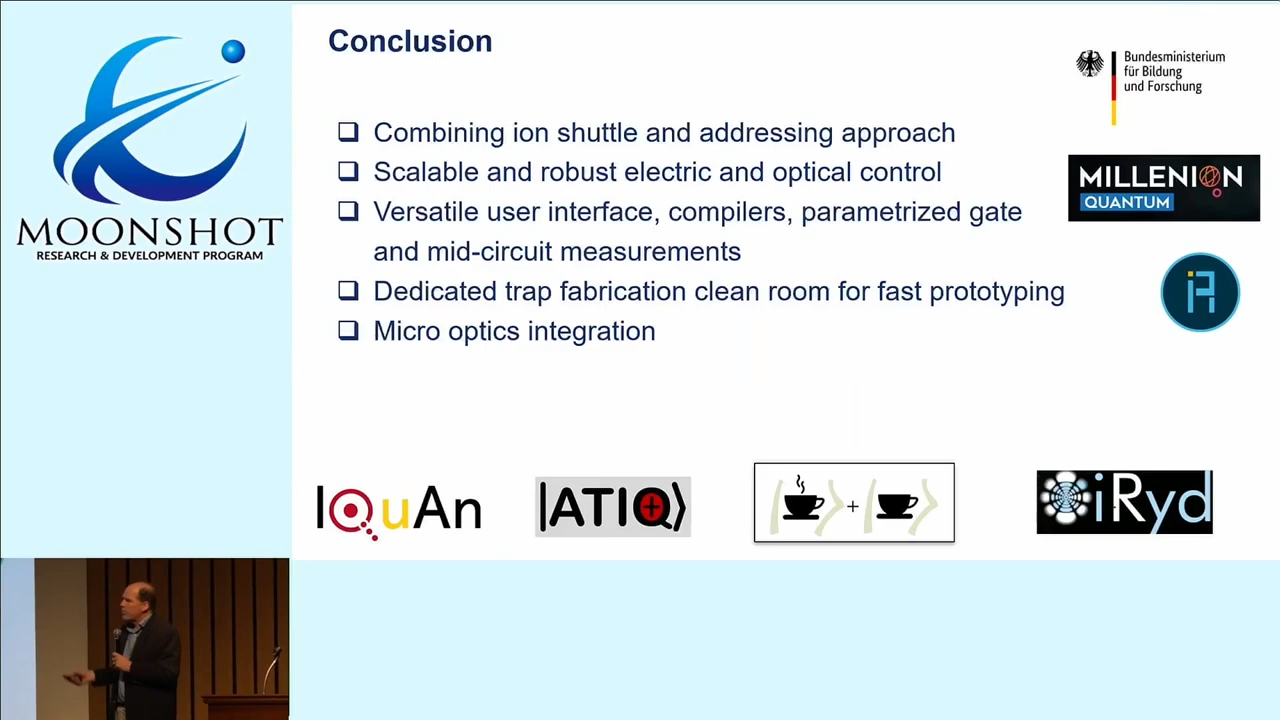 MOONSHOT
RESEARCH & DEVELOPMENT PROGRAM
Conclusion
Combining ion shuttle and addressing approach
Scalable and robust electric and optical control
Versatile user interface, compilers, parametrized gate
and mid-circuit measurements
Dedicated trap fabrication clean room for fast prototyping
Micro optics integration
Bundesministerium
für Bildung
und Forschung
MILLENION
QUANTUM
IQuAn
|ATIQ⟩
+
iRyd